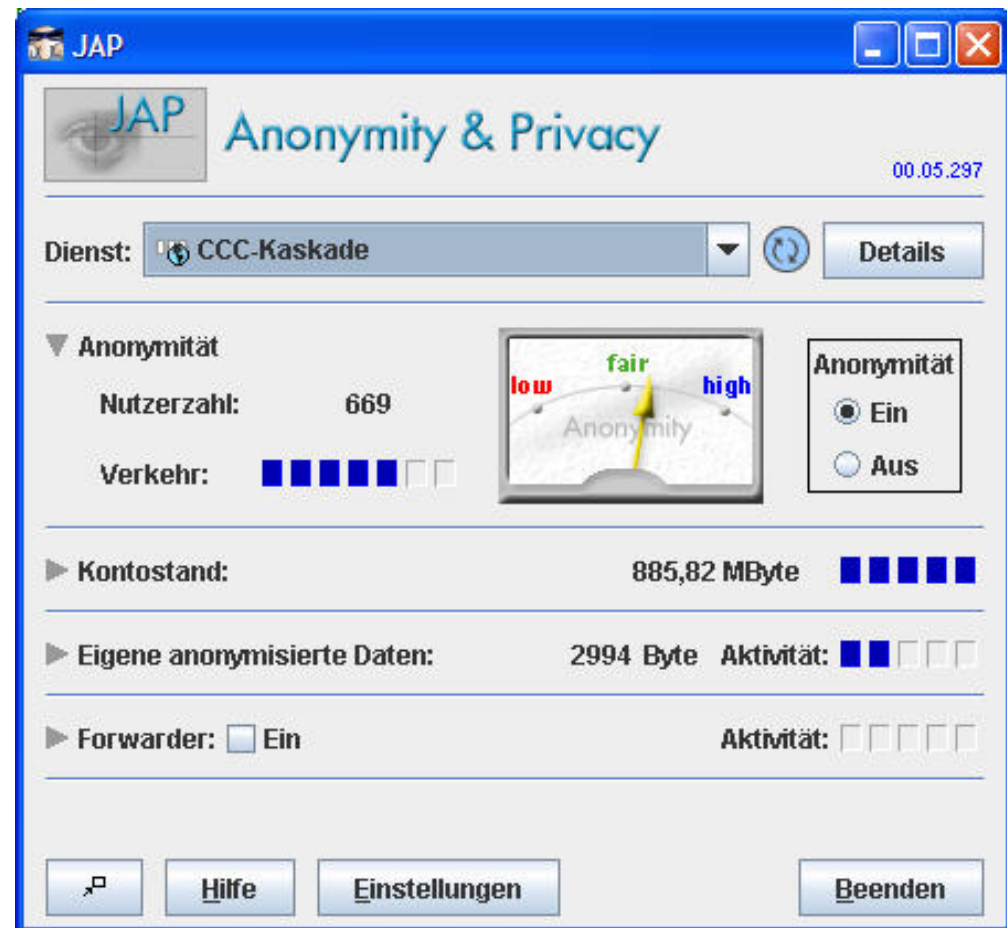 JAP
JAP Anonymity & Privacy
00.05.297
Dienst: CCC-Kaskade Details
Anonymität
Nutzerzahl: 669
Verkehr:
low fair high
Anonymity
Anonymität
Ein
Aus
Kontostand: 885,82 MByte
Eigene anonymisierte Daten: 2994 Byte Aktivität:
Forwarder: Ein Aktivität:
Hilfe Einstellungen Beenden